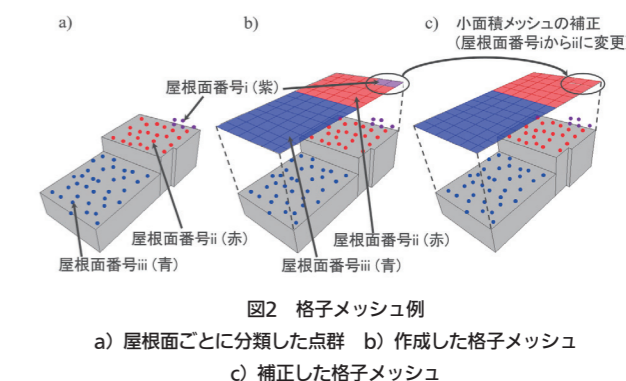 a)
b)
c) 小面積メッシュの補正
(屋根面番号iからiiに変更
屋根面番号i(紫)
屋根面番号ii(赤)
屋根面番号iii(青)
屋根面番号ii(赤)
屋根面番号iii(青)
図2 格子メッシュ例
a) 屋根面ごとに分類した点群 b) 作成した格子メッシュ
c) 補正した格子メッシュ